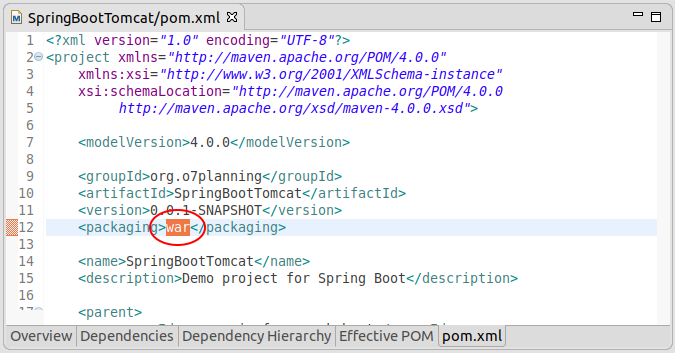 SpringBootTomcat/pom.xml
1 <?xml version="1.0" encoding="UTF-8"?>
2 <project xmlns="http://maven.apache.org/POM/4.0.0"
3 xmlns:xsi="http://www.w3.org/2001/XMLSchema-instance"
4 xsi:schemaLocation="http://maven.apache.org/POM/4.0.0
5 http://maven.apache.org/xsd/maven-4.0.0.xsd">
6
7 <modelVersion>4.0.0</modelVersion>
8
9 <groupId>org.o7planning</groupId>
10 <artifactId>SpringBootTomcat</artifactId>
11 <version>0.0.1-SNAPSHOT</version>
12 <packaging>war</packaging>
13
14 <name>SpringBootTomcat</name>
15 <description>Demo project for Spring Boot</description>
16
17 <parent>
Overview Dependencies Dependency Hierarchy Effective POM pom.xml